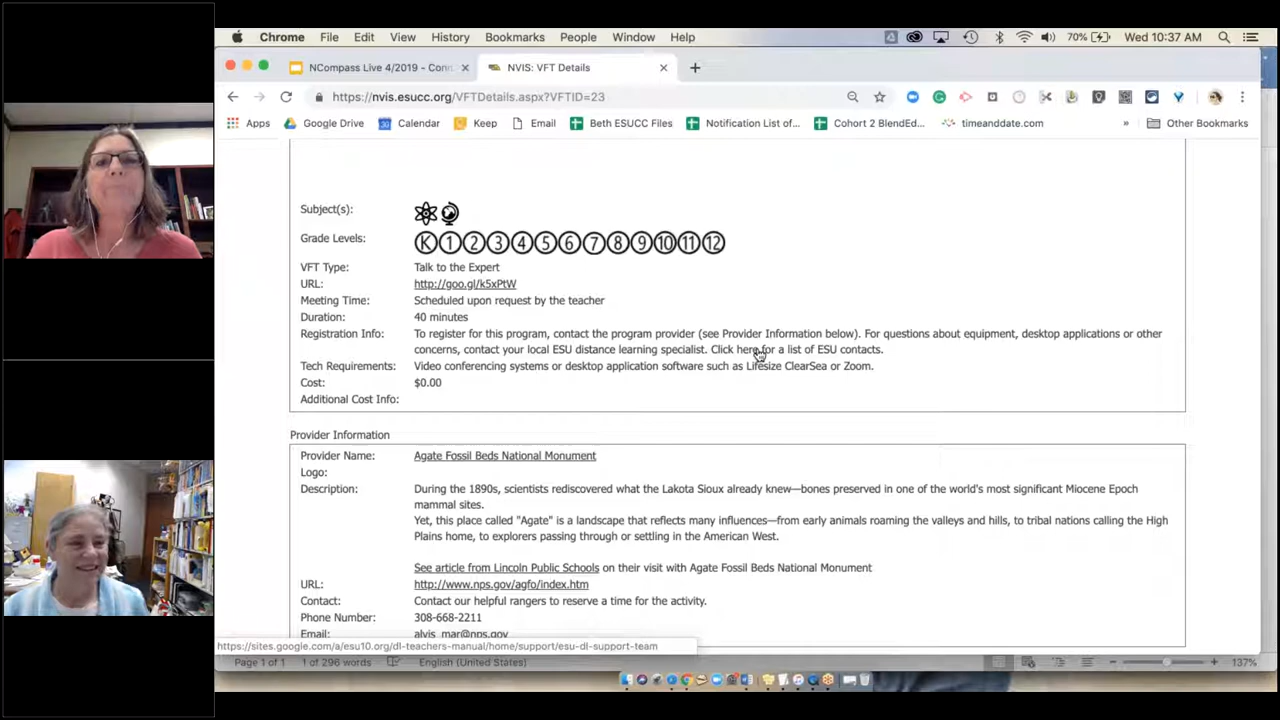 Chrome File Edit View History Bookmarks People Window Help 70% Wed 10:37 AM
NCompass Live 4/2019 - Conn NVIS: VFT Details
https://nvis.esucc.org/VFTDetails.aspx?VFTID=23
Apps Google Drive Calendar Keep Email Beth ESUCC Files Notification List of... Cohort 2 BlendEd... timeanddate.com » Other Bookmarks
Subject(s):
Grade Levels: K 1 2 3 4 5 6 7 8 9 10 11 12
VFT Type: Talk to the Expert
URL: http://goo.gl/k5xPtW
Meeting Time: Scheduled upon request by the teacher
Duration: 40 minutes
Registration Info: To register for this program, contact the program provider (see Provider Information below). For questions about equipment, desktop applications or other
concerns, contact your local ESU distance learning specialist. Click here for a list of ESU contacts.
Tech Requirements: Video conferencing systems or desktop application software such as Lifesize ClearSea or Zoom.
Cost: $0.00
Additional Cost Info:
Provider Information
Provider Name: Agate Fossil Beds National Monument
Logo:
Description: During the 1890s, scientists rediscovered what the Lakota Sioux already knew—bones preserved in one of the world's most significant Miocene Epoch
mammal sites.
Yet, this place called "Agate" is a landscape that reflects many influences—from early animals roaming the valleys and hills, to tribal nations calling the High
Plains home, to explorers passing through or settling in the American West.
See article from Lincoln Public Schools on their visit with Agate Fossil Beds National Monument
URL: http://www.nps.gov/agfo/index.htm
Contact: Contact our helpful rangers to reserve a time for the activity.
Phone Number: 308-668-2211
Email: alvis_mar@nps.gov
https://sites.google.com/a/esu10.org/dl-teachers-manual/home/support/esu-dl-support-team
Page 1 of 1 1 of 296 words English (United States) 137%